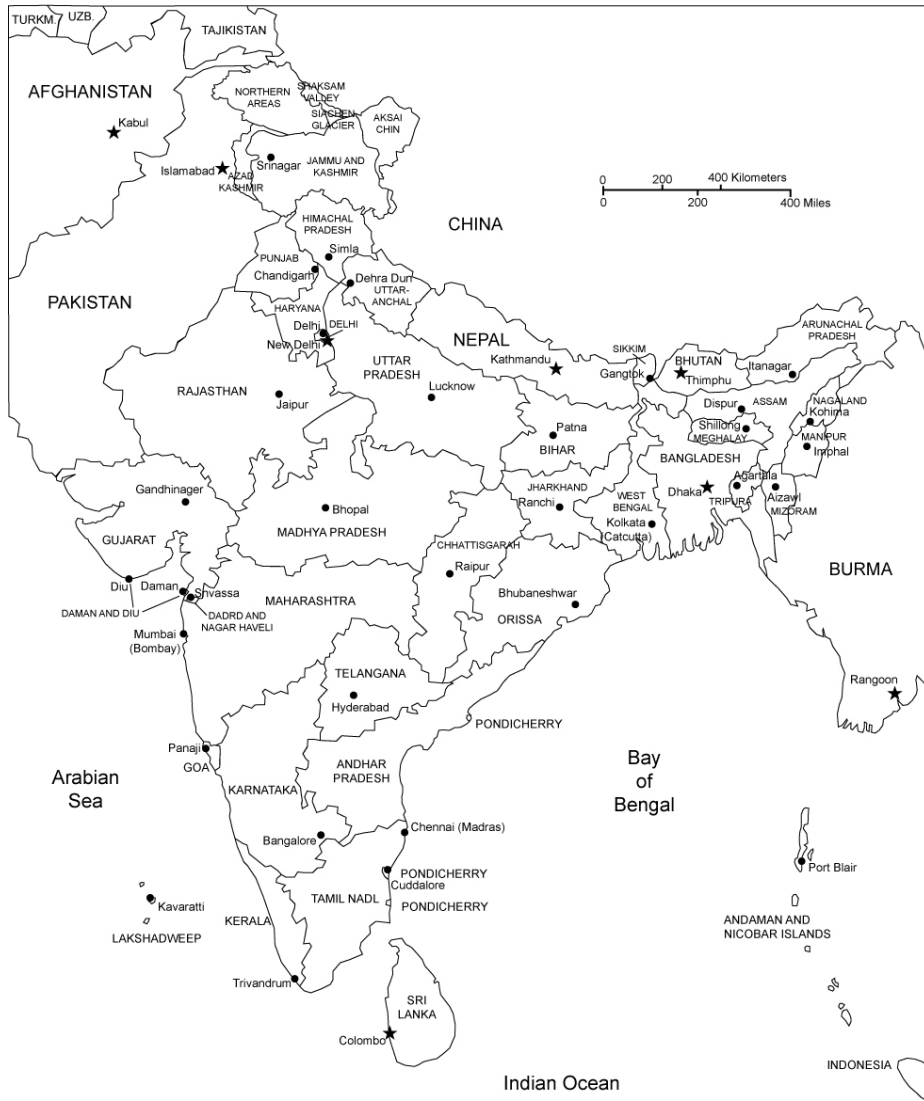 TURKM.
UZB.
TAJIKISTAN
AFGHANISTAN
Kabul
NORTHERN
AREAS
SHAKSAM
VALLEY
SIACHEN
GLACIER
AKSAI
CHIN
Islamabad
AZAD
KASHMIR
Srinagar
JAMMU AND
KASHMIR
0 200 400 Kilometers
0 200 400 Miles
CHINA
HIMACHAL
PRADESH
Simla
PUNJAB
Chandigarh
Dehra Dun
UTTAR-
ANCHAL
PAKISTAN
HARYANA
Delhi
DELHI
New Delhi
NEPAL
Kathmandu
UTTAR
PRADESH
Lucknow
RAJASTHAN
Jaipur
SIKKIM
Gangtok
BHUTAN
Thimphu
Itanagar
ARUNACHAL
PRADESH
Dispur
ASSAM
NAGALAND
Kohima
Shillong
MEGHALAY
MANIPUR
Imphal
Patna
BIHAR
BANGLADESH
Dhaka
Agartala
TRIPURA
Aizawl
MIZORAM
Gandhinager
GUJARAT
Bhopal
MADHYA PRADESH
JHARKHAND
Ranchi
WEST
BENGAL
Kolkata
(Catcutta)
CHHATTISGARAH
Raipur
BURMA
Diu
Daman
Shvassa
DAMAN AND DIU
DADRD AND
NAGAR HAVELI
MAHARASHTRA
Bhubaneshwar
ORISSA
Mumbai
(Bombay)
TELANGANA
Hyderabad
Rangoon
PONDICHERRY
Panaji
GOA
Arabian
Sea
KARNATAKA
ANDHAR
PRADESH
Bay
of
Bengal
Bangalore
Chennai (Madras)
PONDICHERRY
Cuddalore
PONDICHERRY
Port Blair
ANDAMAN AND
NICOBAR ISLANDS
Kavaratti
LAKSHADWEEP
KERALA
TAMIL NADL
Trivandrum
SRI
LANKA
Colombo
INDONESIA
Indian Ocean